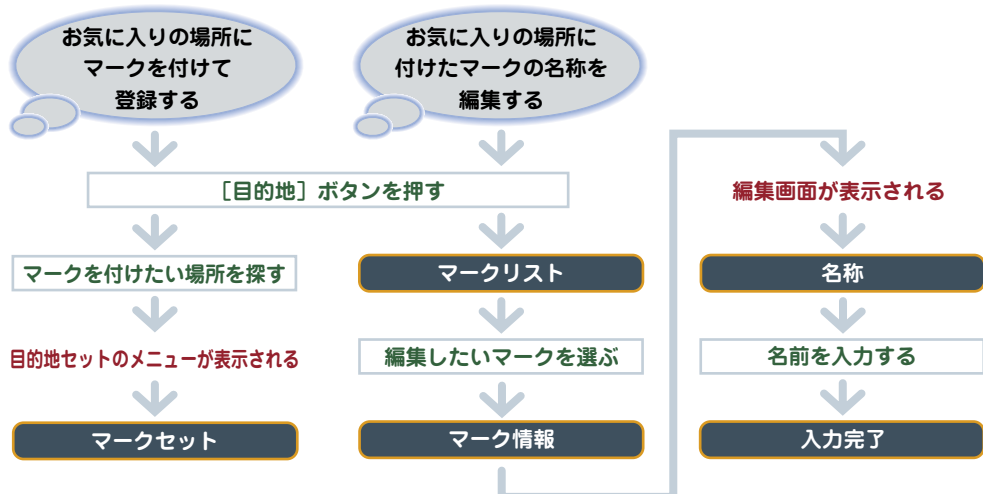 お気に入りの場所に
マークを付けて
登録する
お気に入りの場所に
付けたマークの名称を
編集する
［目的地］ボタンを押す
マークを付けたい場所を探す
目的地セットのメニューが表示される
マークセット
マークリスト
編集したいマークを選ぶ
マーク情報
編集画面が表示される
名称
名前を入力する
入力完了